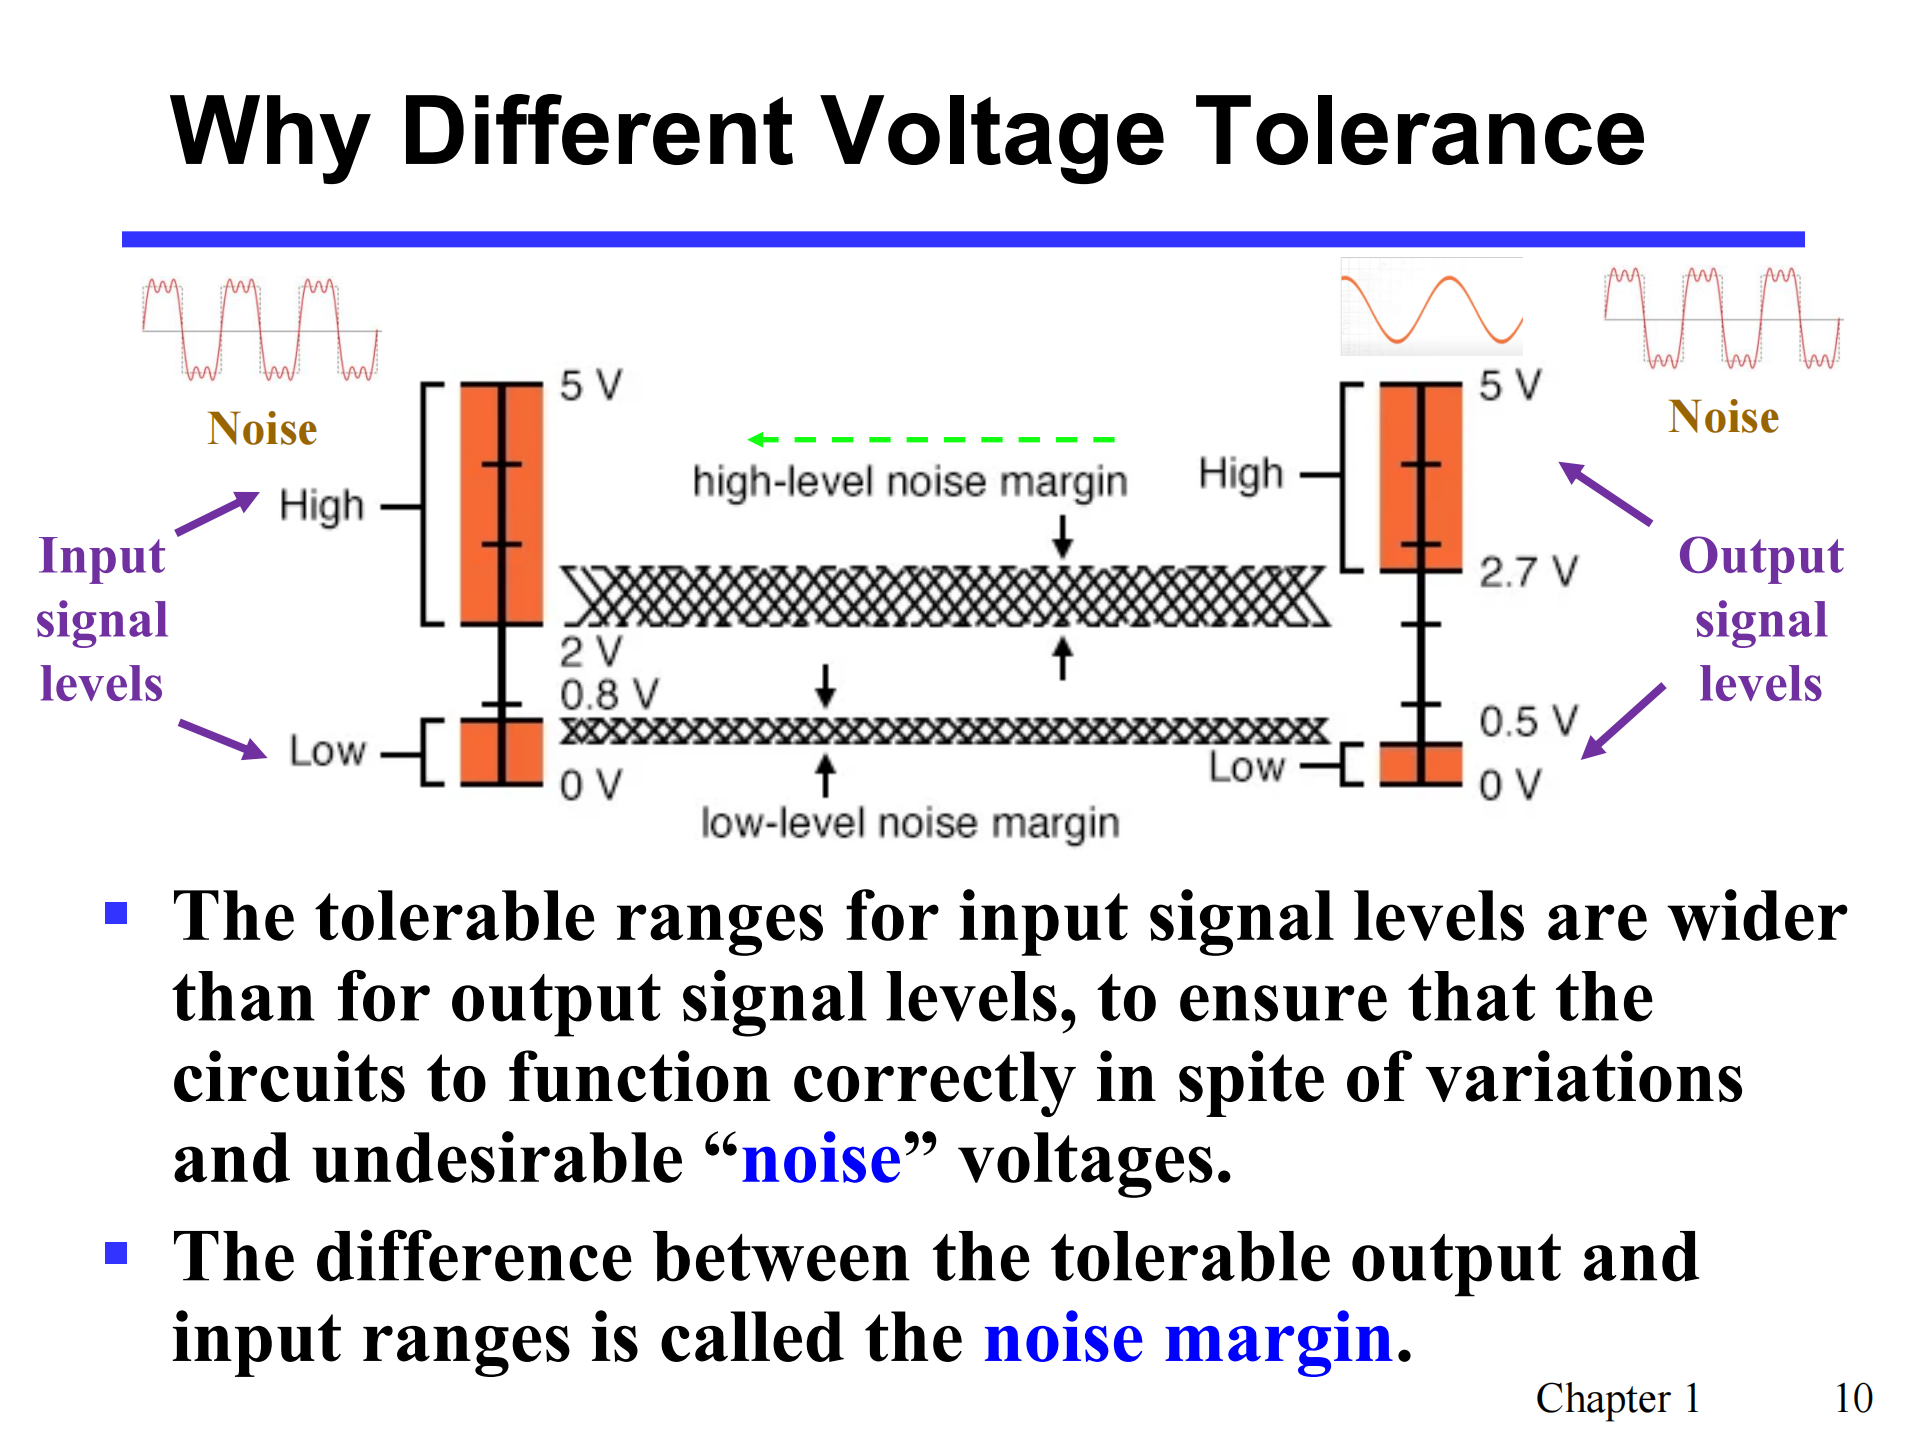 Why Different Voltage Tolerance
Noise
Noise
5 V
5 V
high-level noise margin
High
High
Input
signal
levels
Output
signal
levels
2.7 V
2 V
0.8 V
0.5 V
Low
Low
0 V
0 V
low-level noise margin
▪ The tolerable ranges for input signal levels are wider
than for output signal levels, to ensure that the
circuits to function correctly in spite of variations
and undesirable “noise” voltages.
▪ The difference between the tolerable output and
input ranges is called the noise margin.
Chapter 1 10